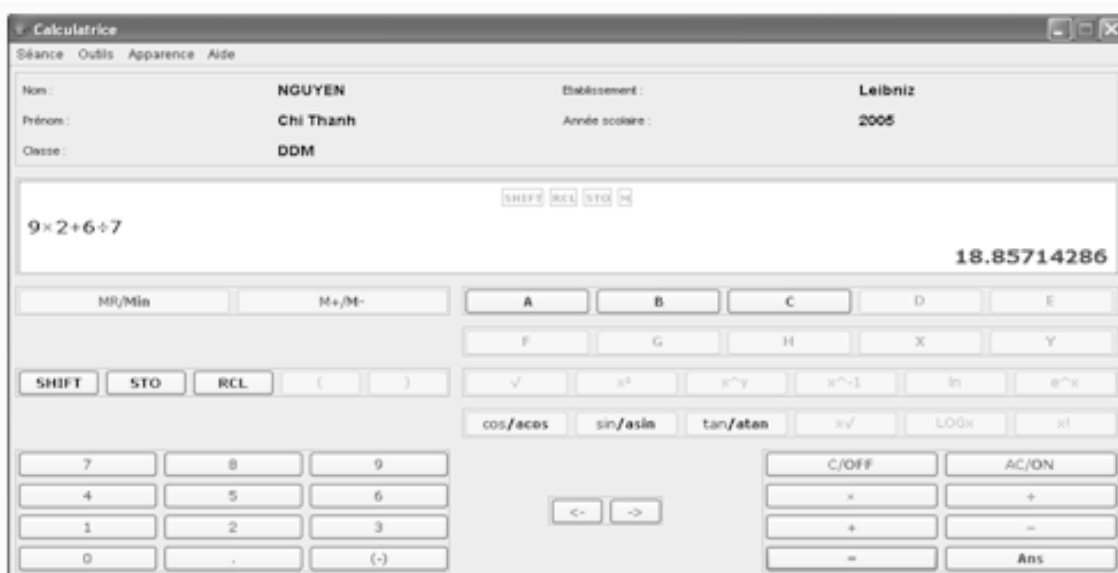 Calculatrice
Séance Outils Apparence Aide
Nom : NGUYEN Etablissement : Leibniz
Prénom : Chi Thanh Année scolaire : 2005
Classe : DDM
SHIFT RCL STO M
9×2+6÷7
18.85714286
MR/Min M+/M- A B C D E
F G H X Y
SHIFT STO RCL ( ) √ x² x^y x^-1 ln e^x
cos/acos sin/asin tan/atan x√ LOGx x!
7 8 9 C/OFF AC/ON
4 5 6 <- -> × ÷
1 2 3 + −
0 . (-) = Ans